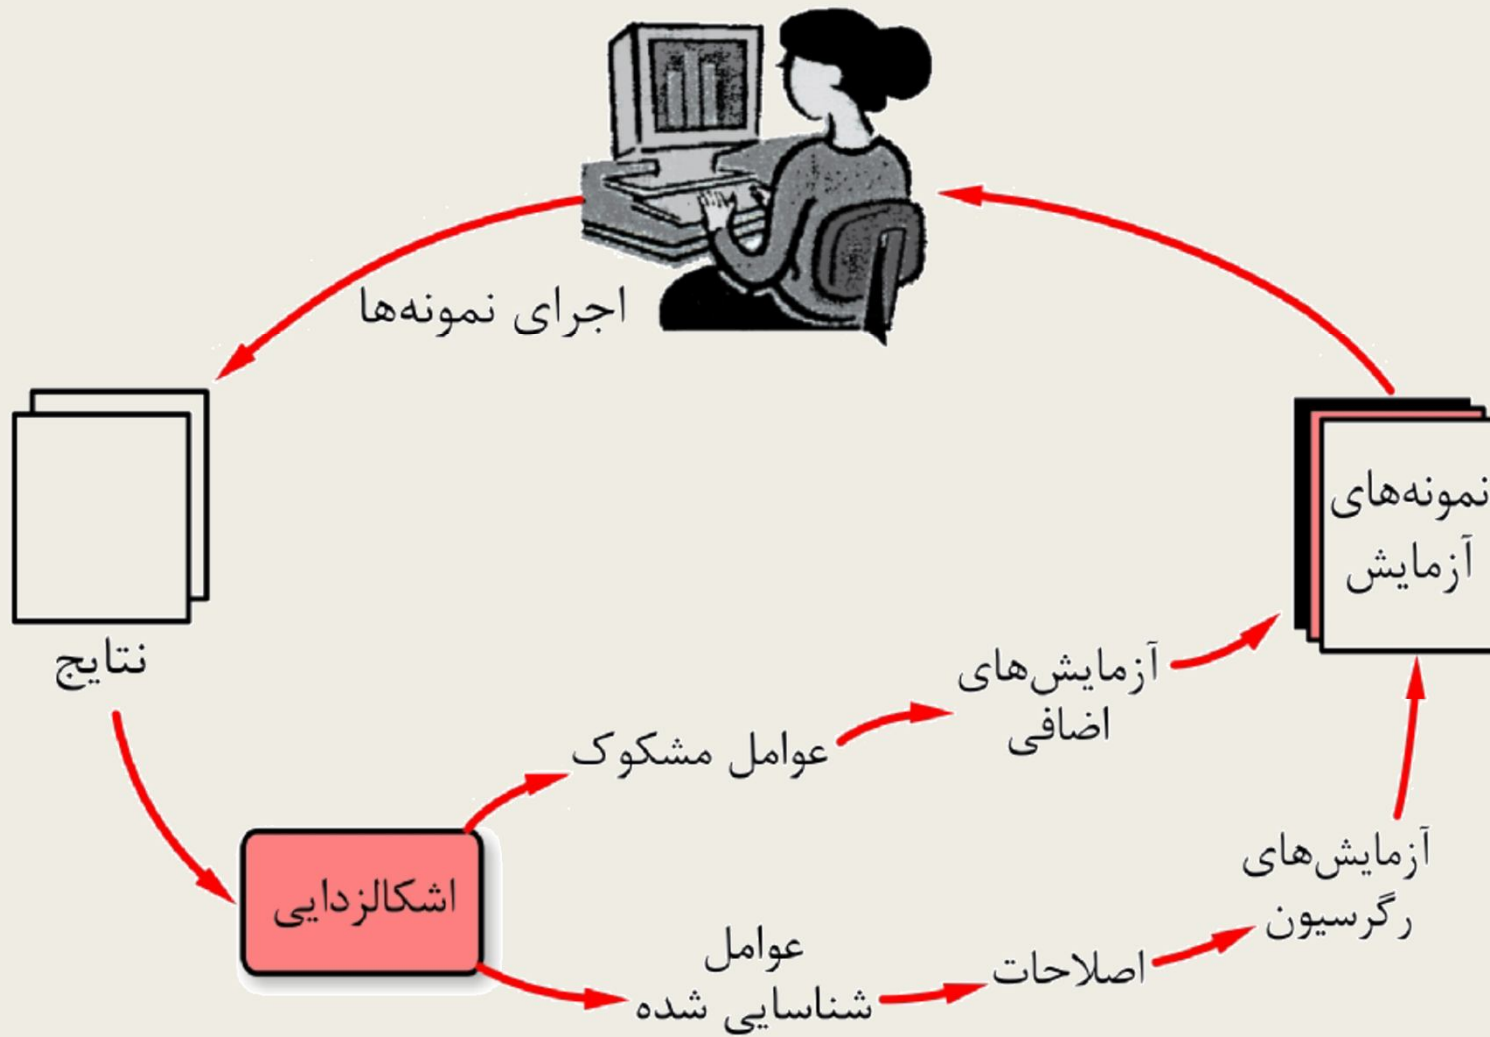 اجرای نمونه‌ها
نمونه‌های
آزمایش
نتایج
آزمایش‌های
اضافی
عوامل مشکوک
آزمایش‌های
رگرسیون
اشکالزدایی
عوامل
شناسایی شده
اصلاحات